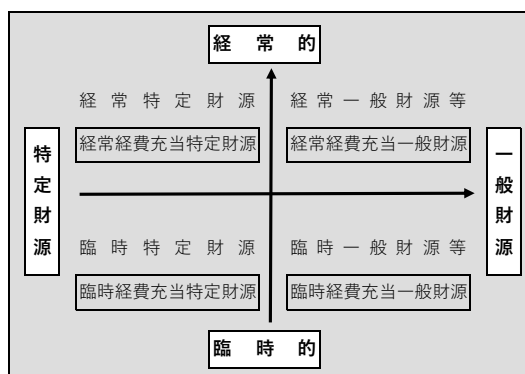 経常的
経常特定財源
経常一般財源等
経常経費充当特定財源
経常経費充当一般財源
特定財源
一般財源
臨時特定財源
臨時一般財源等
臨時経費充当特定財源
臨時経費充当一般財源
臨時的